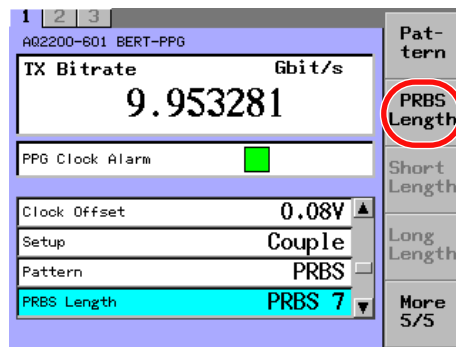 1 2 3
AQ2200-601 BERT-PPG
TX Bitrate Gbit/s
9.953281
PPG Clock Alarm
Clock Offset 0.08V
Setup Couple
Pattern PRBS
PRBS Length PRBS 7
Pat-
tern
PRBS
Length
Short
Length
Long
Length
More
5/5